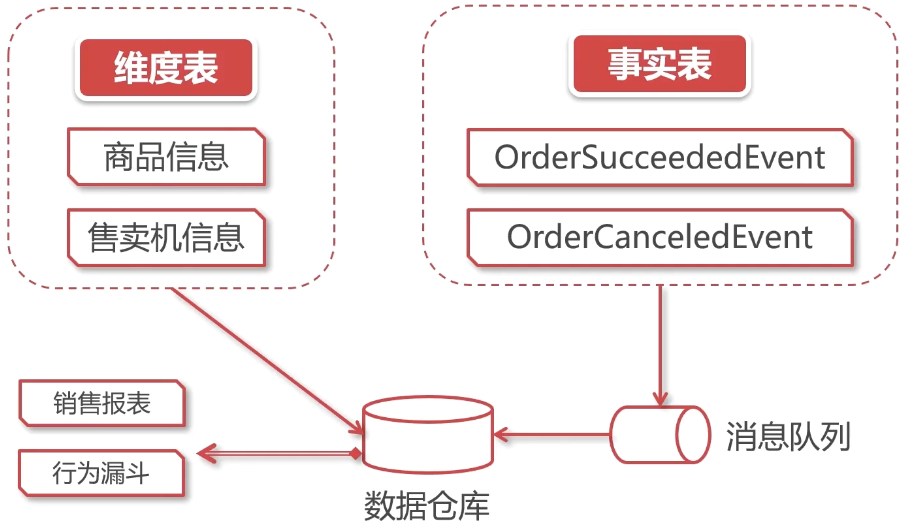 维度表
商品信息
售卖机信息
事实表
OrderSucceededEvent
OrderCanceledEvent
销售报表
行为漏斗
数据仓库
消息队列